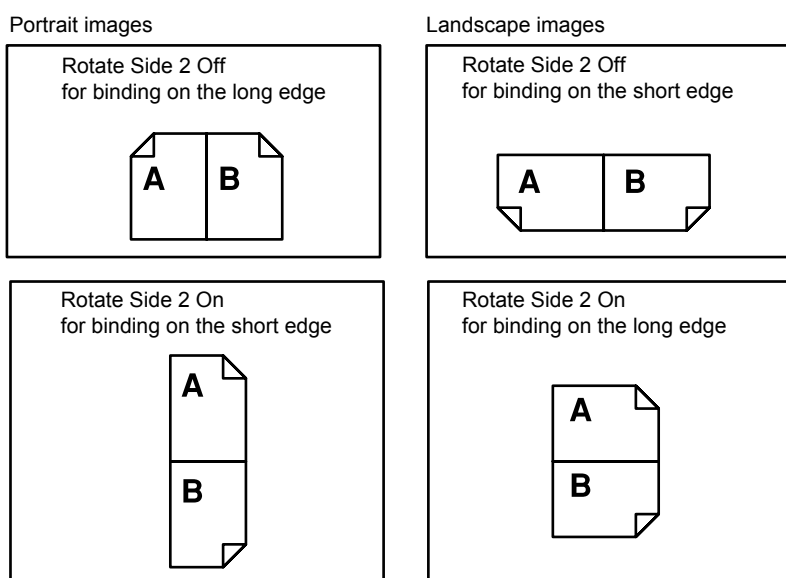 Portrait images
Landscape images
Rotate Side 2 Off
for binding on the long edge
A
B
Rotate Side 2 Off
for binding on the short edge
A
B
Rotate Side 2 On
for binding on the short edge
A
B
Rotate Side 2 On
for binding on the long edge
A
B